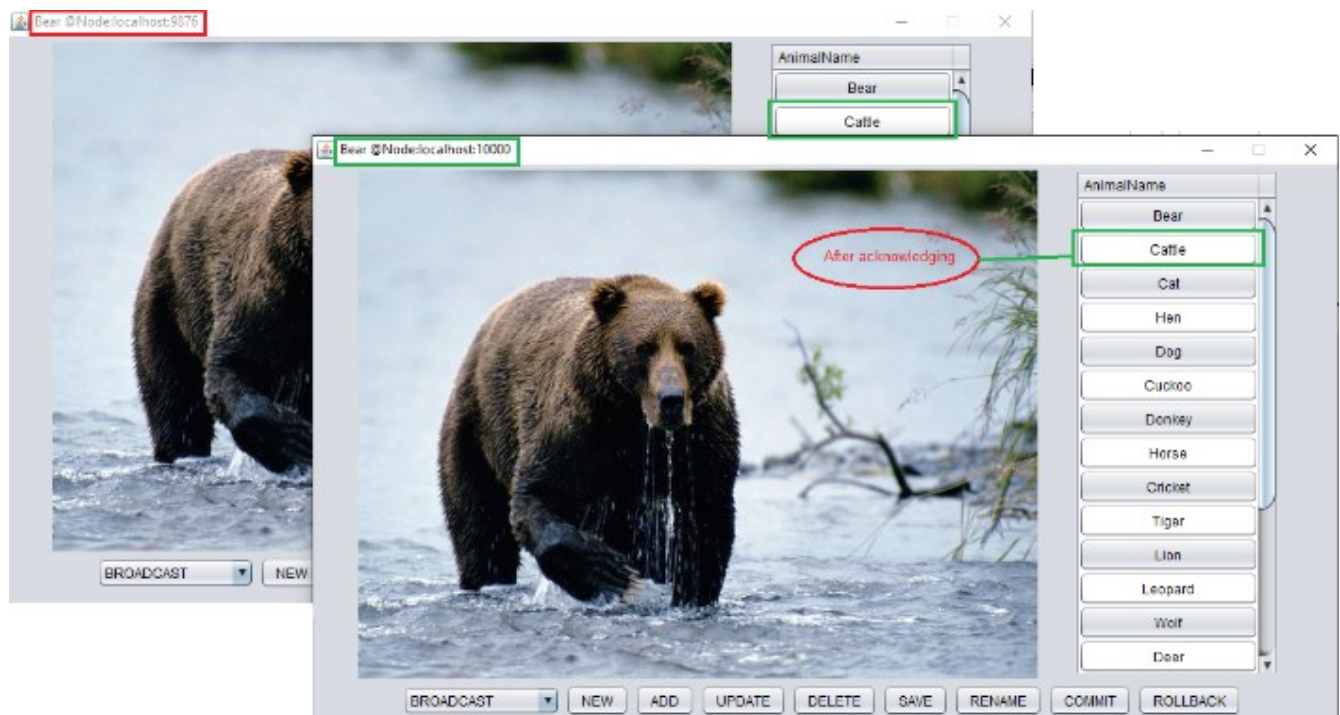 Bear @Node:localhost:9876
AnimalName
Bear
Cattle
BROADCAST
NEW
Bear @Node:localhost:10000
After acknowledging
AnimalName
Bear
Cattle
Cat
Hen
Dog
Cuckoo
Donkey
Horse
Cricket
Tiger
Lion
Leopard
Wolf
Deer
BROADCAST NEW ADD UPDATE DELETE SAVE RENAME COMMIT ROLLBACK